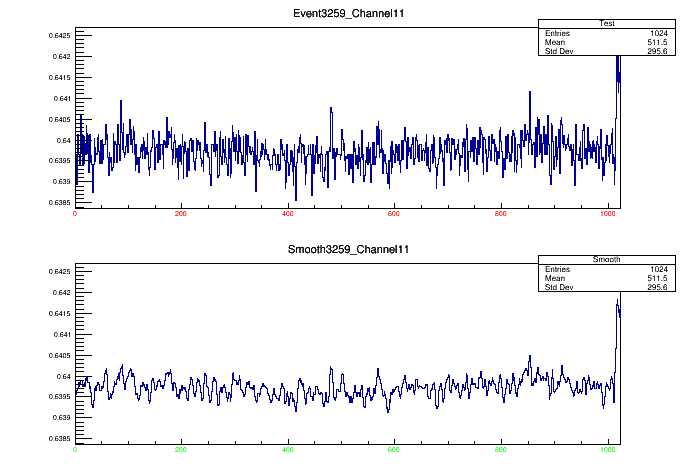 Event3259_Channel11
Test
Entries 1024
Mean 511.5
Std Dev 295.6
0.6425
0.642
0.6415
0.641
0.6405
0.64
0.6395
0.639
0.6385
0 200 400 600 800 1000
Smooth3259_Channel11
Smooth
Entries 1024
Mean 511.5
Std Dev 295.6
0.6425
0.642
0.6415
0.641
0.6405
0.64
0.6395
0.639
0.6385
0 200 400 600 800 1000